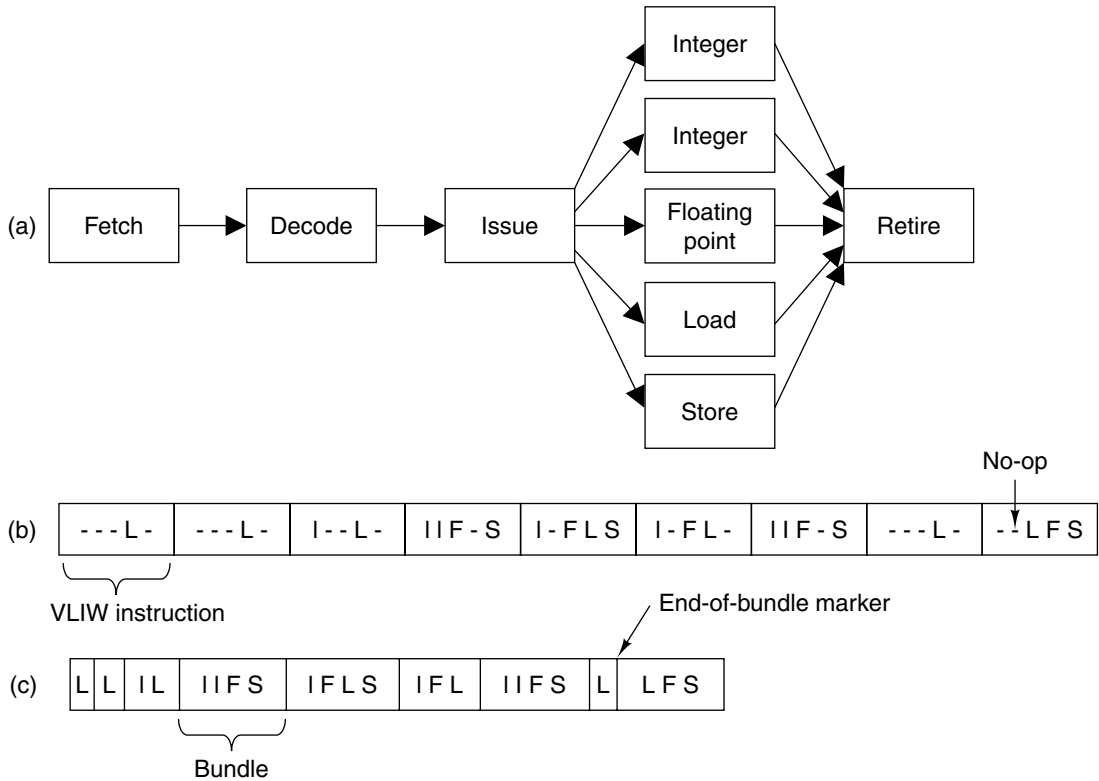 Integer
Integer
(a)
Fetch
Decode
Issue
Floating
point
Retire
Load
Store
No-op
(b)
- - - L -
- - - L -
I - - L -
I I F - S
I - F L S
I - F L -
I I F - S
- - - L -
- - L F S
VLIW instruction
End-of-bundle marker
(c)
L
L
I L
I I F S
I F L S
I F L
I I F S
L
L F S
Bundle